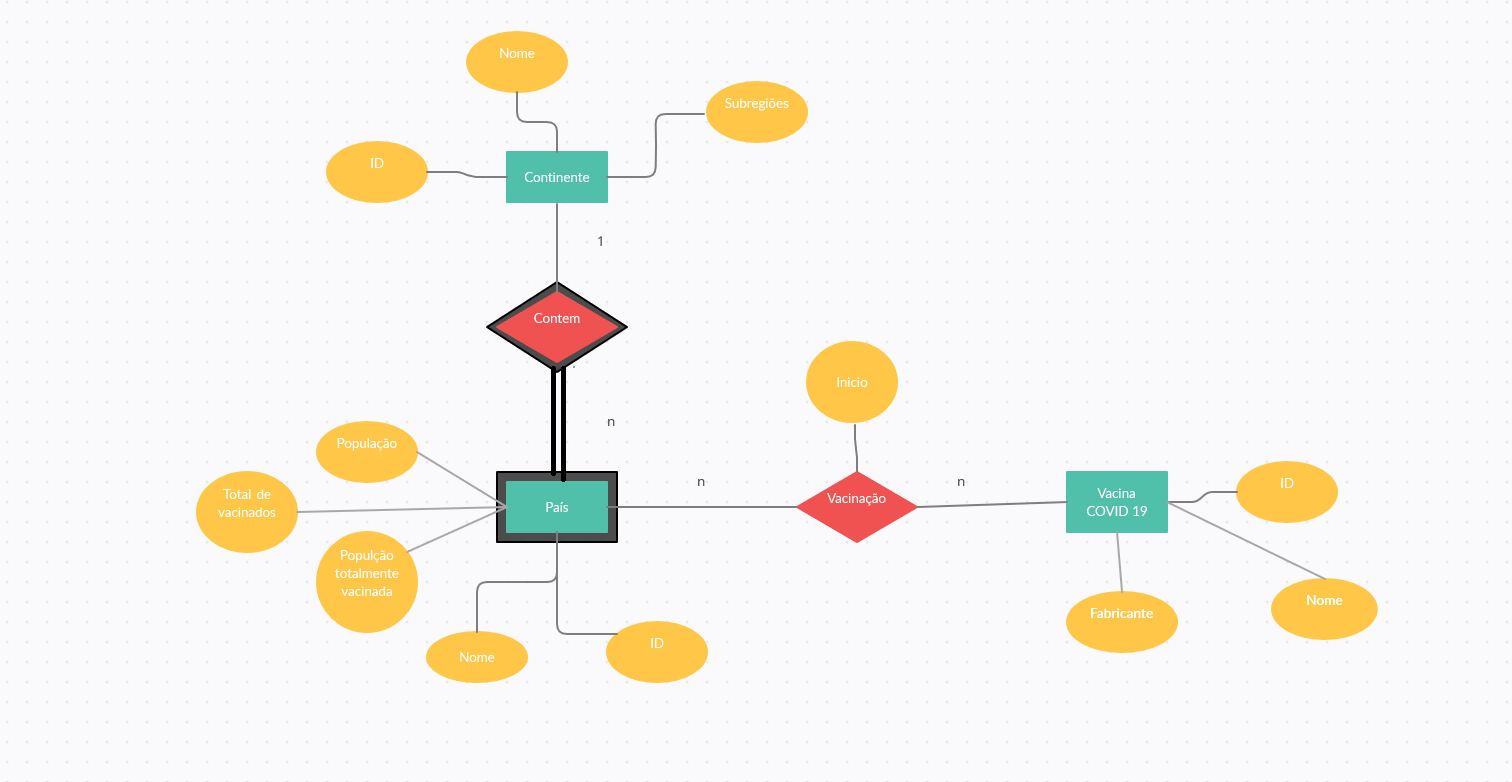 Nome
Subregiões
ID
Continente
1
Contem
n
Inicio
População
Total de
vacinados
País
n
Vacinação
n
Vacina
COVID 19
ID
Populção
totalmente
vacinada
Fabricante
Nome
Nome
ID